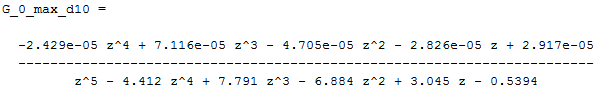 G_0_max_d10 =
-2.429e-05 z^4 + 7.116e-05 z^3 - 4.705e-05 z^2 - 2.826e-05 z + 2.917e-05
------------------------------------------------------------------------
z^5 - 4.412 z^4 + 7.791 z^3 - 6.884 z^2 + 3.045 z - 0.5394